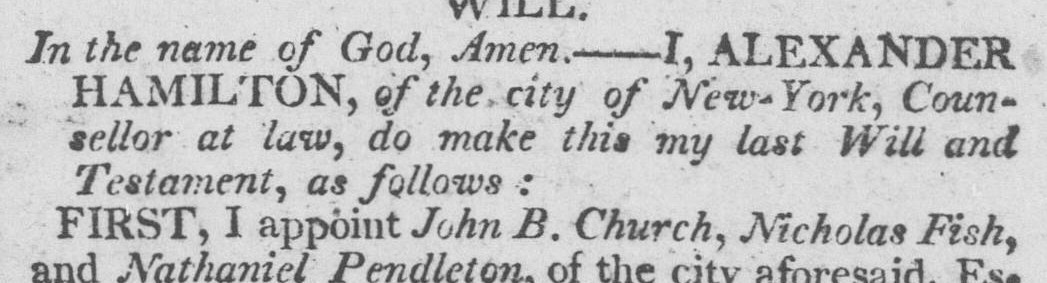 WILL.
In the name of God, Amen.——I, ALEXANDER
HAMILTON, of the city of New-York, Coun-
sellor at law, do make this my last Will and
Testament, as follows :
FIRST, I appoint John B. Church, Nicholas Fish,
and Nathaniel Pendleton, of the city aforesaid, Es-